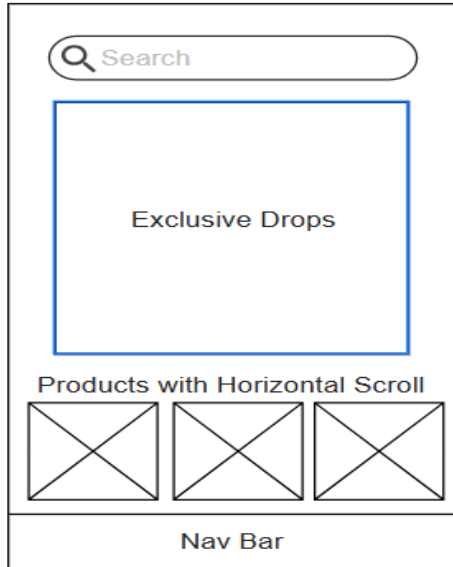 Search
Exclusive Drops
Products with Horizontal Scroll
Nav Bar